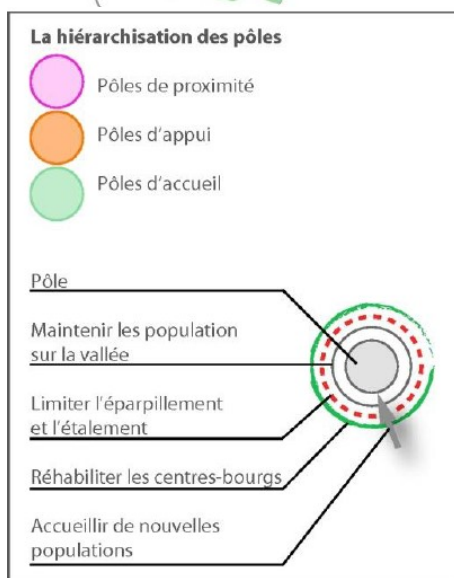 La hiérarchisation des pôles
Pôles de proximité
Pôles d'appui
Pôles d'accueil
Pôle
Maintenir les population
sur la vallée
Limiter l'éparpillement
et l'étalement
Réhabiliter les centres-bourgs
Accueillir de nouvelles
populations